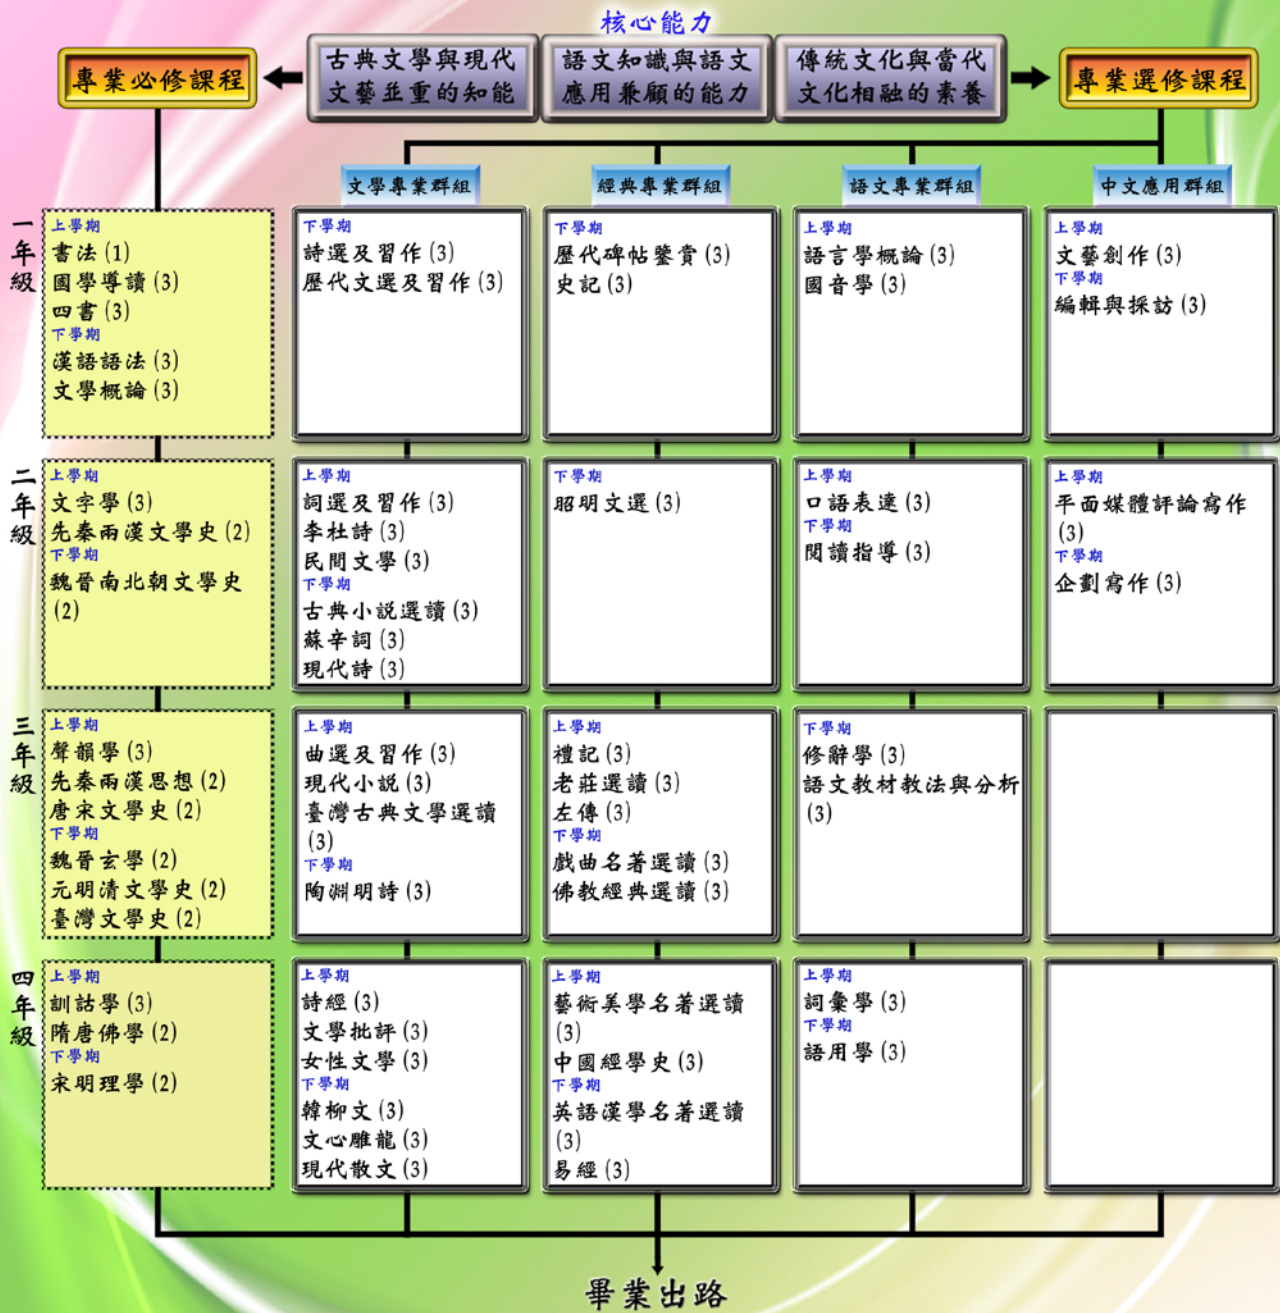 核心能力
專業必修課程
古典文學與現代
文藝並重的知能
語文知識與語文
應用兼顧的能力
傳統文化與當代
文化相融的素養
專業選修課程
文學專業群組
經典專業群組
語文專業群組
中文應用群組
一年級
上學期
書法 (1)
國學導讀 (3)
四書 (3)
下學期
漢語語法 (3)
文學概論 (3)
下學期
詩選及習作 (3)
歷代文選及習作 (3)
下學期
歷代碑帖鑒賞 (3)
史記 (3)
上學期
語言學概論 (3)
國音學 (3)
上學期
文藝創作 (3)
下學期
編輯與採訪 (3)
二年級
上學期
文字學 (3)
先秦兩漢文學史 (2)
下學期
魏晉南北朝文學史
(2)
上學期
詞選及習作 (3)
李杜詩 (3)
民間文學 (3)
下學期
古典小說選讀 (3)
蘇辛詞 (3)
現代詩 (3)
下學期
昭明文選 (3)
上學期
口語表達 (3)
下學期
閱讀指導 (3)
上學期
平面媒體評論寫作
(3)
下學期
企劃寫作 (3)
三年級
上學期
聲韻學 (3)
先秦兩漢思想 (2)
唐宋文學史 (2)
下學期
魏晉玄學 (2)
元明清文學史 (2)
臺灣文學史 (2)
上學期
曲選及習作 (3)
現代小說 (3)
臺灣古典文學選讀
(3)
下學期
陶淵明詩 (3)
上學期
禮記 (3)
老莊選讀 (3)
左傳 (3)
下學期
戲曲名著選讀 (3)
佛教經典選讀 (3)
下學期
修辭學 (3)
語文教材教法與分析
(3)
四年級
上學期
訓詁學 (3)
隋唐佛學 (2)
下學期
宋明理學 (2)
上學期
詩經 (3)
文學批評 (3)
女性文學 (3)
下學期
韓柳文 (3)
文心雕龍 (3)
現代散文 (3)
上學期
藝術美學名著選讀
(3)
中國經學史 (3)
下學期
英語漢學名著選讀
(3)
易經 (3)
上學期
詞彙學 (3)
下學期
語用學 (3)
畢業出路